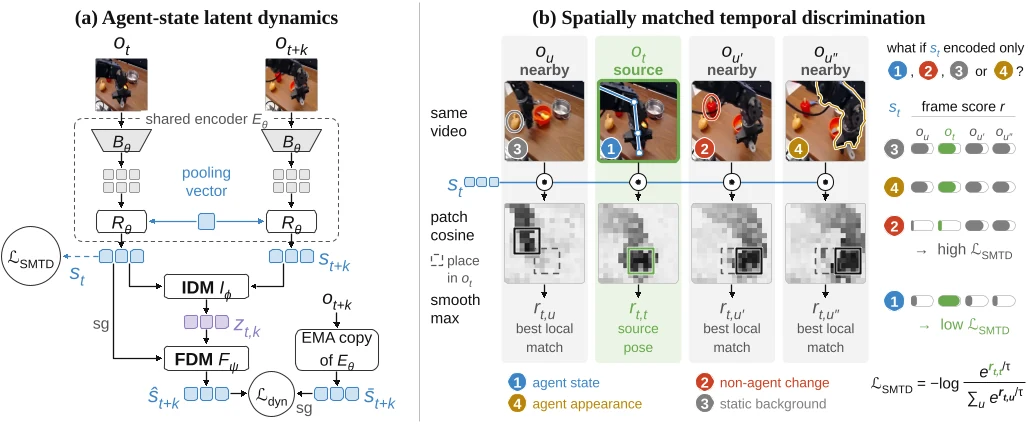 (a) Agent-state latent dynamics
o_t
o_{t+k}
shared encoder E_θ
B_θ
B_θ
pooling
vector
R_θ
R_θ
ℒ_SMTD
s_t
s_{t+k}
IDM I_ϕ
sg
z_{t,k}
o_{t+k}
EMA copy
of E_θ
FDM F_ψ
ŝ_{t+k}
ℒ_dyn
sg
s̄_{t+k}
(b) Spatially matched temporal discrimination
o_u
nearby
o_t
source
o_{u'}
nearby
o_{u''}
nearby
same
video
3
1
2
4
s_t
patch
cosine
place
in o_t
smooth
max
r_{t,u}
best local
match
r_{t,t}
source
pose
r_{t,u'}
best local
match
r_{t,u''}
best local
match
1 agent state
2 non-agent change
4 agent appearance
3 static background
what if s_t encoded only
1 , 2 , 3 or 4 ?
s_t frame score r
o_u o_t o_{u'} o_{u''}
3
4
2
→ high ℒ_SMTD
1
→ low ℒ_SMTD
ℒ_SMTD = −log e^{r_{t,t}/τ} / ∑_u e^{r_{t,u}/τ}